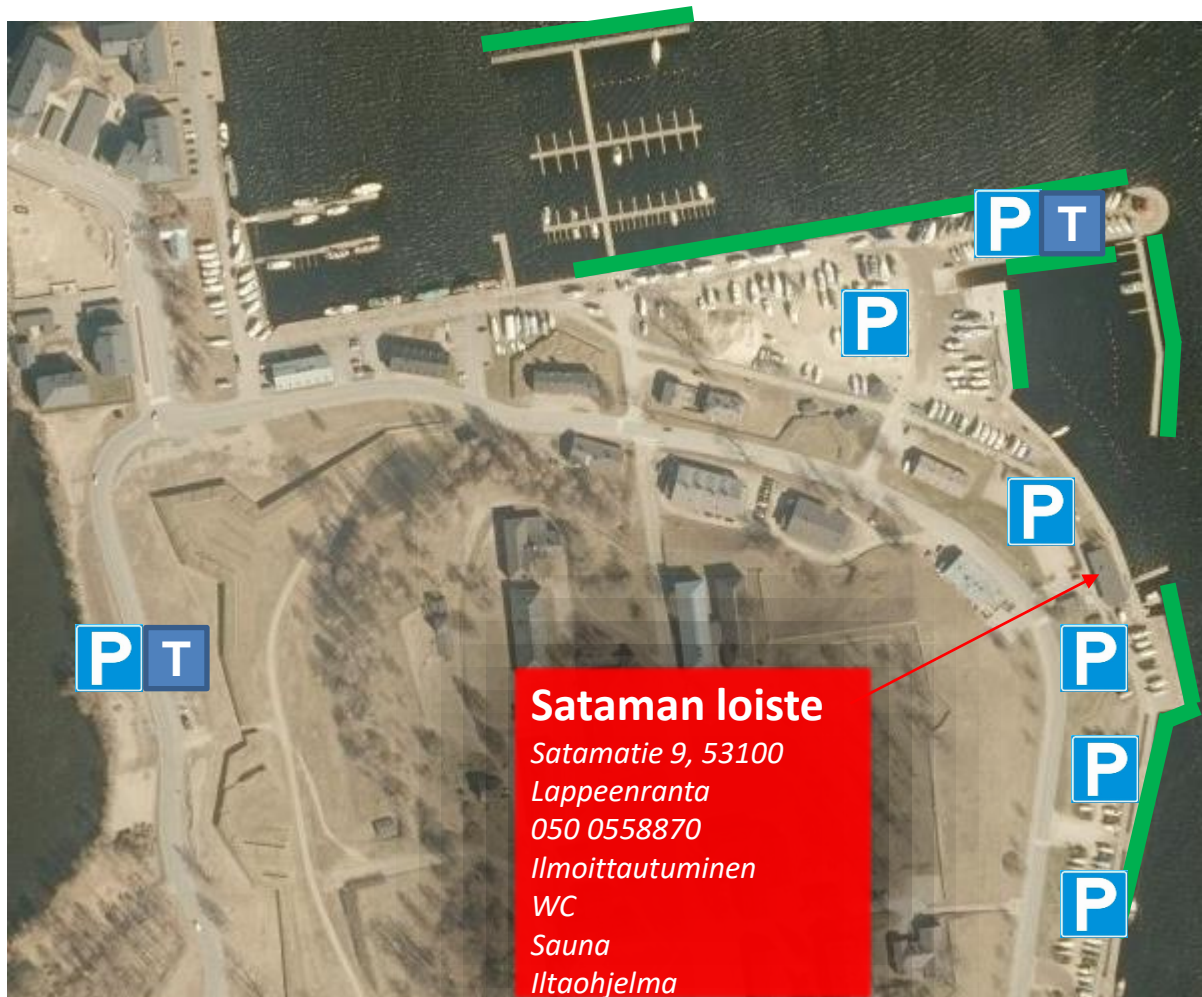 P T
P
P
P T
P
P
P
Sataman loiste
Satamatie 9, 53100
Lappeenranta
050 0558870
Ilmoittautuminen
WC
Sauna
Iltaohjelma